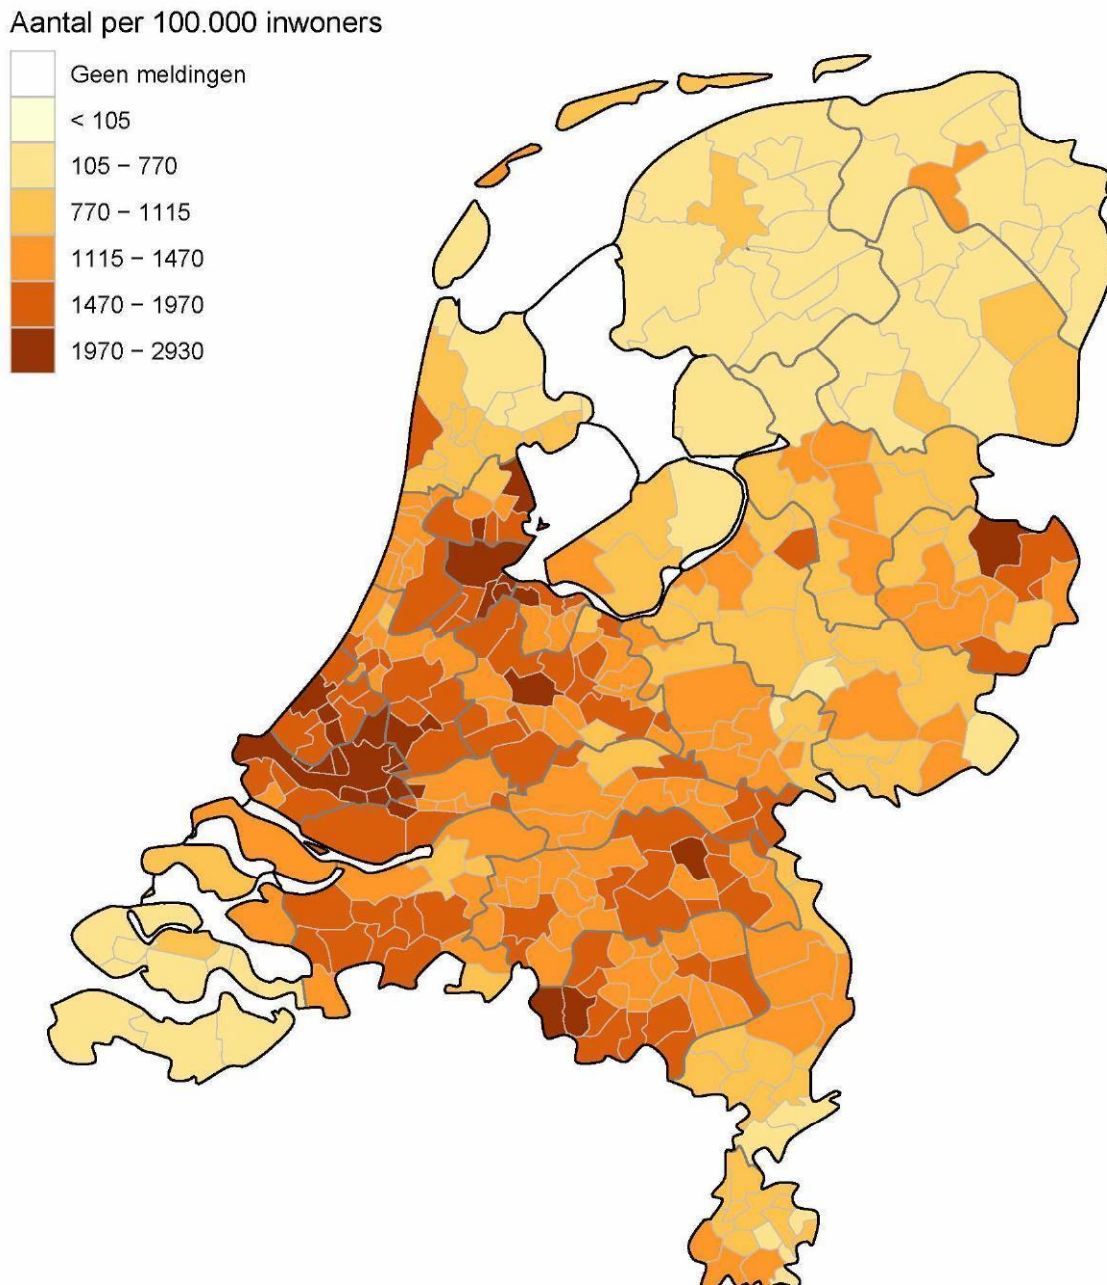 Aantal per 100.000 inwoners
Geen meldingen
< 105
105 − 770
770 − 1115
1115 − 1470
1470 − 1970
1970 − 2930